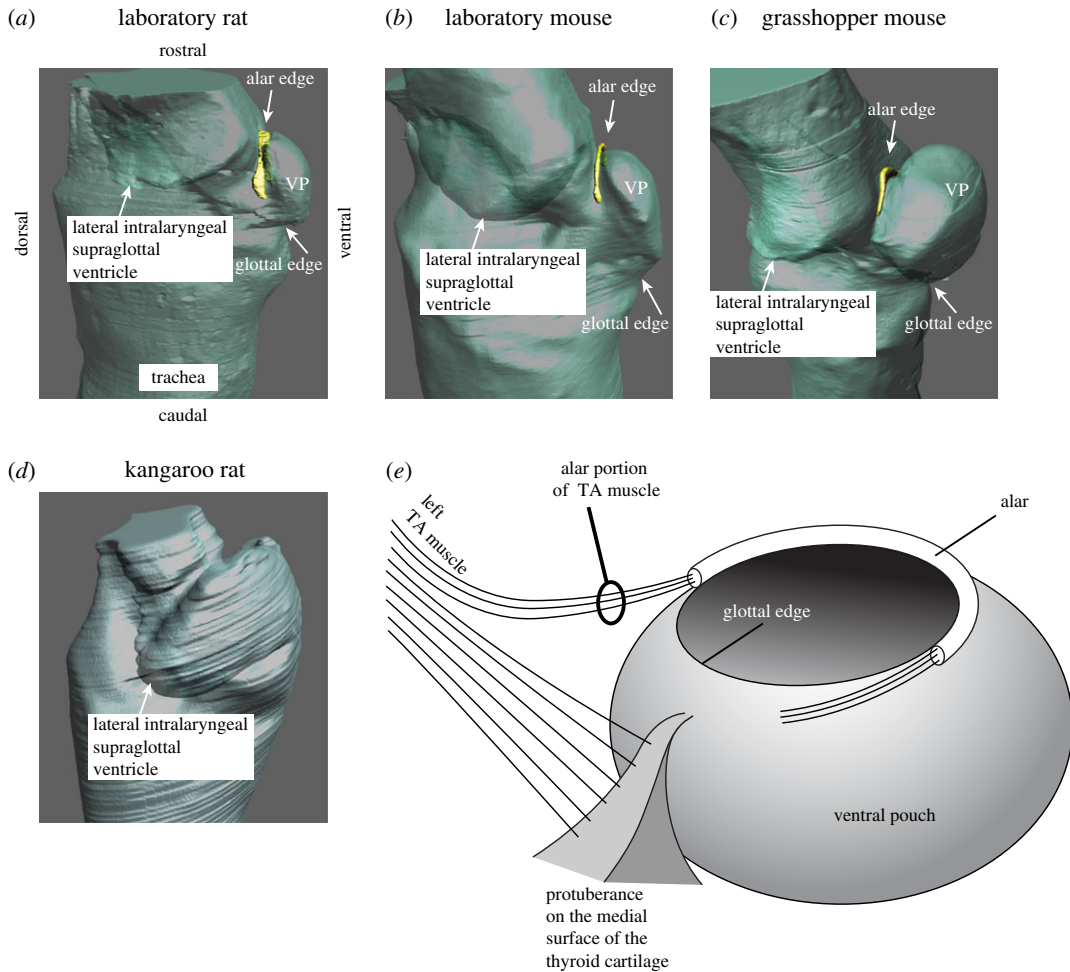 (a) laboratory rat
rostral
alar edge
VP
dorsal
ventral
lateral intralaryngeal
supraglottal
ventricle
glottal edge
trachea
caudal
(b) laboratory mouse
alar edge
VP
lateral intralaryngeal
supraglottal
ventricle
glottal edge
(c) grasshopper mouse
alar edge
VP
lateral intralaryngeal
supraglottal
ventricle
glottal edge
(d) kangaroo rat
lateral intralaryngeal
supraglottal
ventricle
(e)
alar portion
of TA muscle
left
TA muscle
alar
glottal edge
ventral pouch
protuberance
on the medial
surface of the
thyroid cartilage